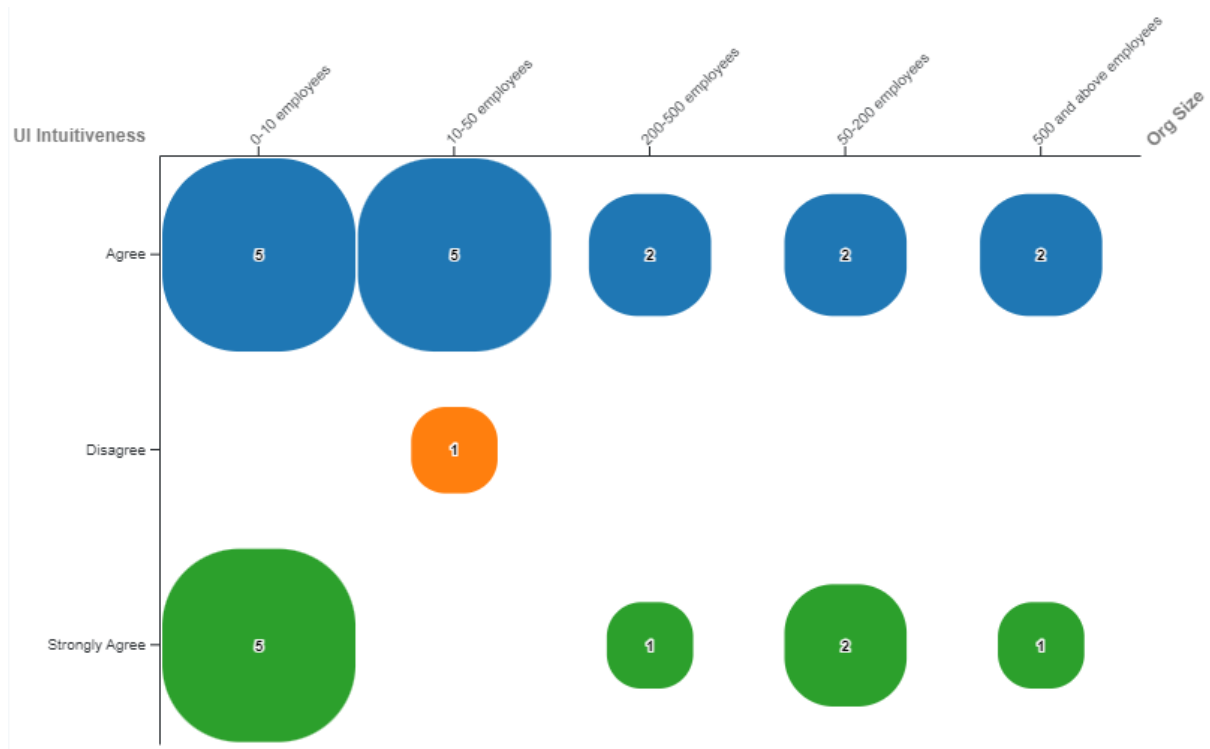 UI Intuitiveness
0-10 employees
10-50 employees
200-500 employees
50-200 employees
500 and above employees
Org Size
Agree
5
5
2
2
2
Disagree
1
Strongly Agree
5
1
2
1